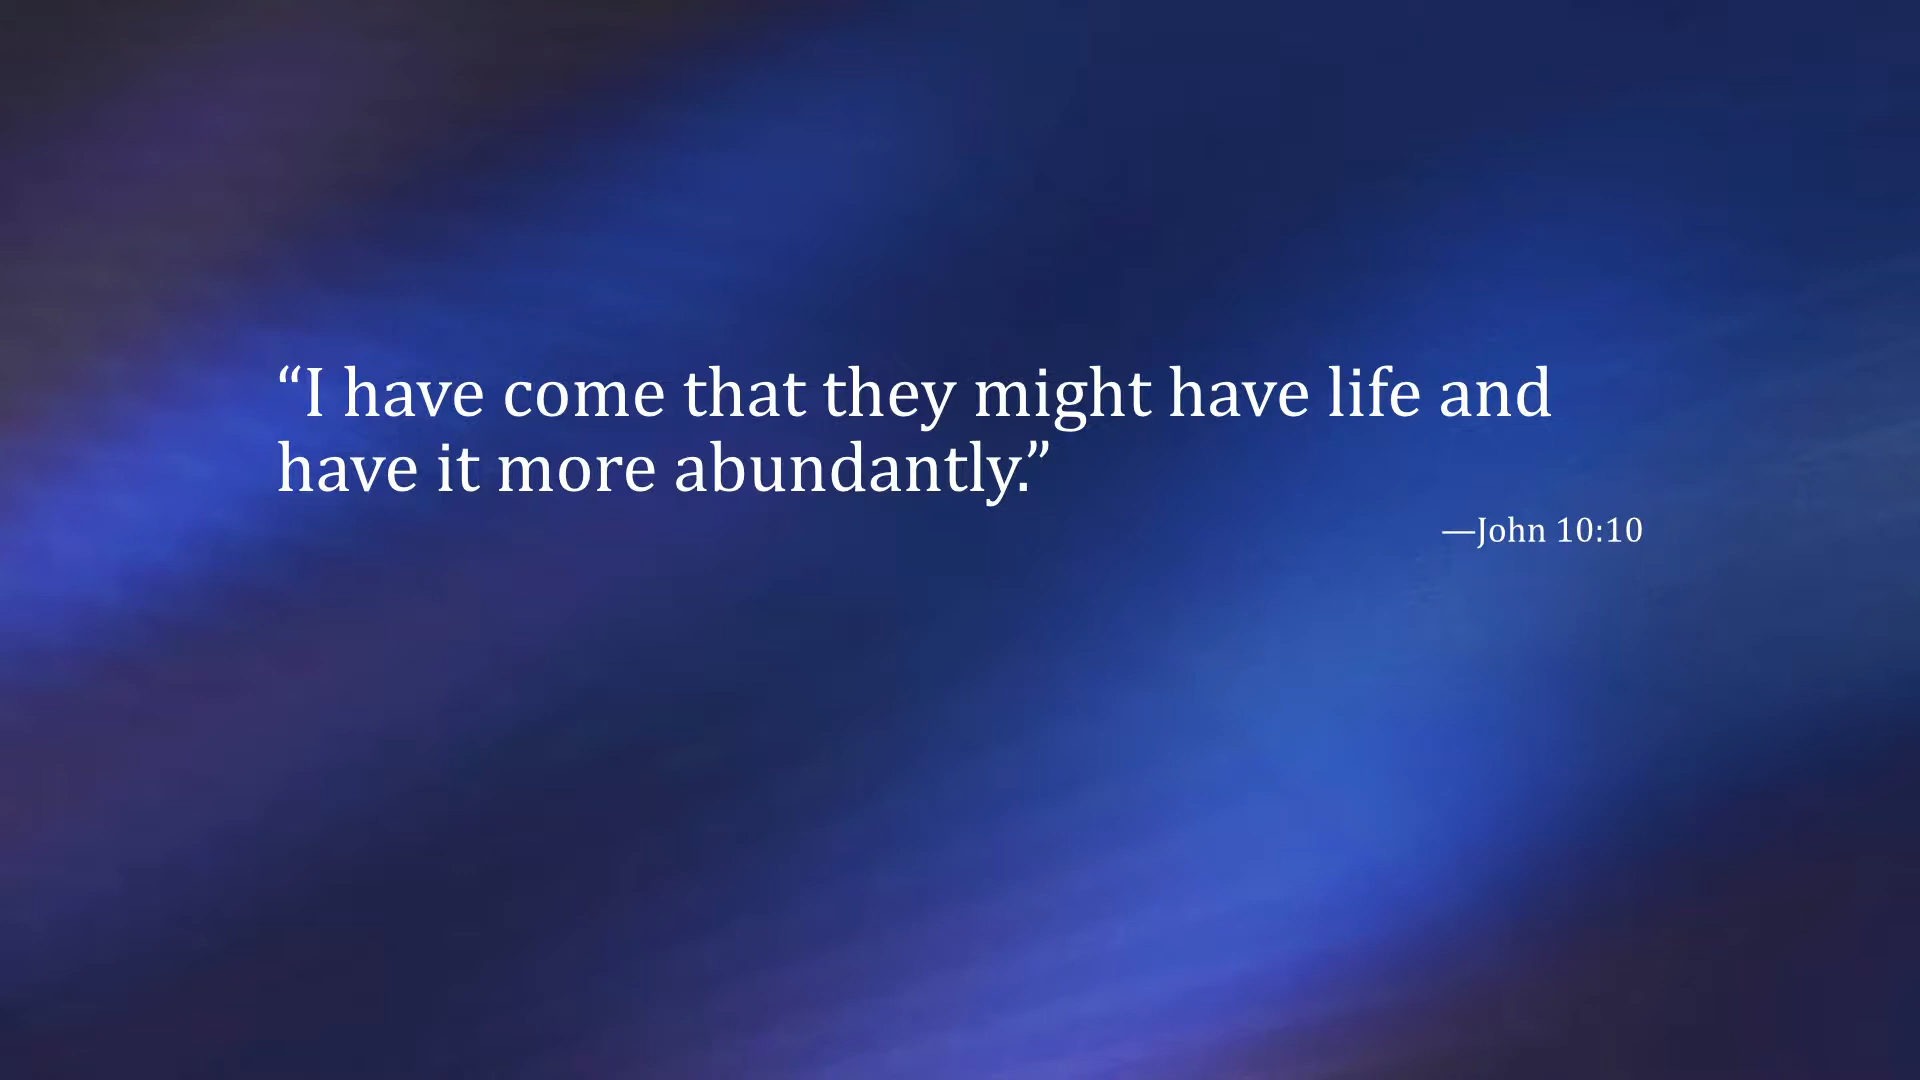 “I have come that they might have life and
have it more abundantly.”
—John 10:10